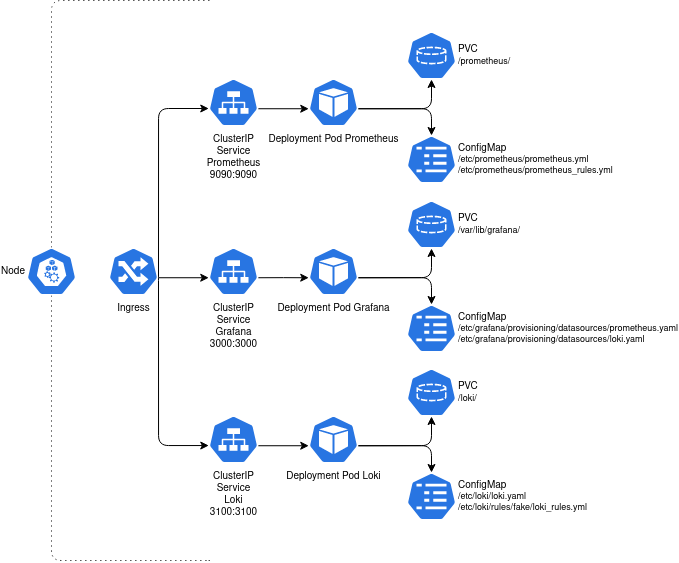 PVC
/prometheus/
ClusterIP
Service
Prometheus
9090:9090
Deployment Pod Prometheus
ConfigMap
/etc/prometheus/prometheus.yml
/etc/prometheus/prometheus_rules.yml
PVC
/var/lib/grafana/
Node
Ingress
ClusterIP
Service
Grafana
3000:3000
Deployment Pod Grafana
ConfigMap
/etc/grafana/provisioning/datasources/prometheus.yaml
/etc/grafana/provisioning/datasources/loki.yaml
PVC
/loki/
ClusterIP
Service
Loki
3100:3100
Deployment Pod Loki
ConfigMap
/etc/loki/loki.yaml
/etc/loki/rules/fake/loki_rules.yml